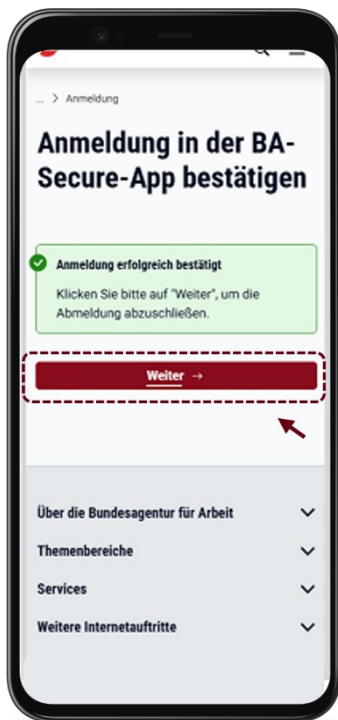 ... > Anmeldung
Anmeldung in der BA-
Secure-App bestätigen
Anmeldung erfolgreich bestätigt
Klicken Sie bitte auf "Weiter", um die
Abmeldung abzuschließen.
Weiter →
Über die Bundesagentur für Arbeit
Themenbereiche
Services
Weitere Internetauftritte